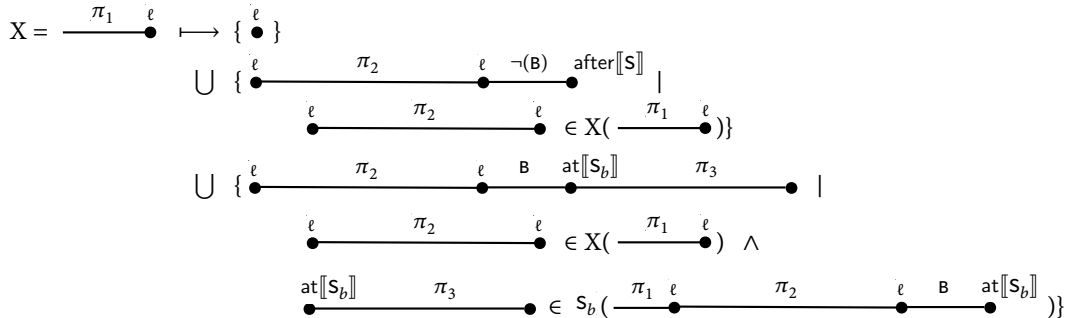 π₁ ℓ
X = ⟼ { ℓ }
ℓ π₂ ℓ ¬(B) after⟦S⟧
⋃ { |
ℓ π₂ ℓ π₁ ℓ
∈ X( )}
ℓ π₂ ℓ B at⟦S_b⟧ π₃
⋃ { |
ℓ π₂ ℓ π₁ ℓ
∈ X( ) ∧
at⟦S_b⟧ π₃ π₁ ℓ π₂ ℓ B at⟦S_b⟧
∈ S_b ( )}